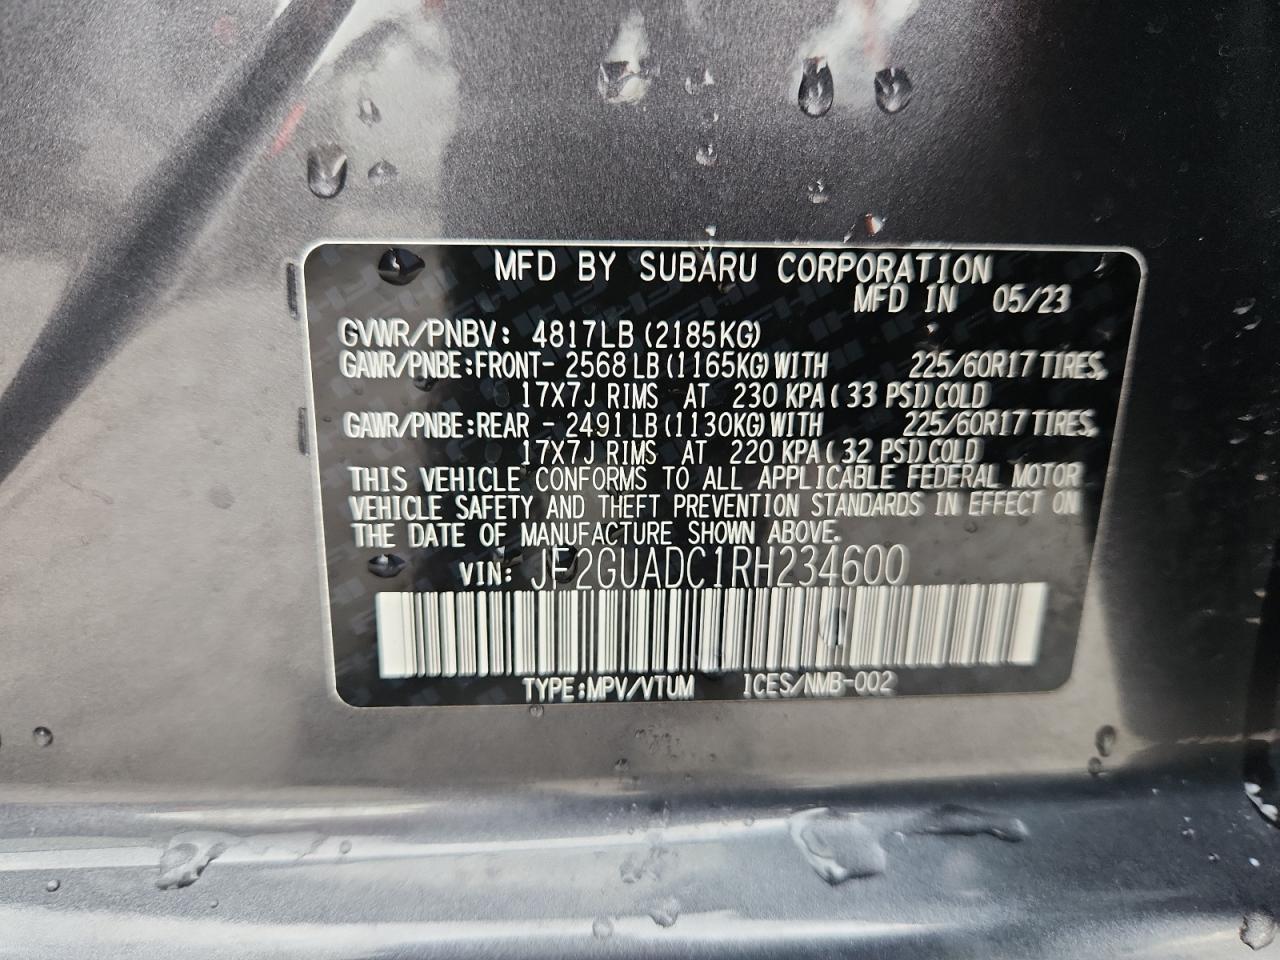 MFD BY SUBARU CORPORATION
MFD IN 05/23
GVWR/PNBV: 4817LB (2185KG)
GAWR/PNBE:FRONT- 2568 LB (1165KG) WITH 225/60R17 TIRES,
17X7J RIMS AT 230 KPA ( 33 PSI) COLD
GAWR/PNBE:REAR - 2491 LB (1130KG) WITH 225/60R17 TIRES,
17X7J RIMS AT 220 KPA ( 32 PSI) COLD
THIS VEHICLE CONFORMS TO ALL APPLICABLE FEDERAL MOTOR
VEHICLE SAFETY AND THEFT PREVENTION STANDARDS IN EFFECT ON
THE DATE OF MANUFACTURE SHOWN ABOVE.
VIN: JF2GUADC1RH234600
TYPE:MPV/VTUM ICES/NMB-002